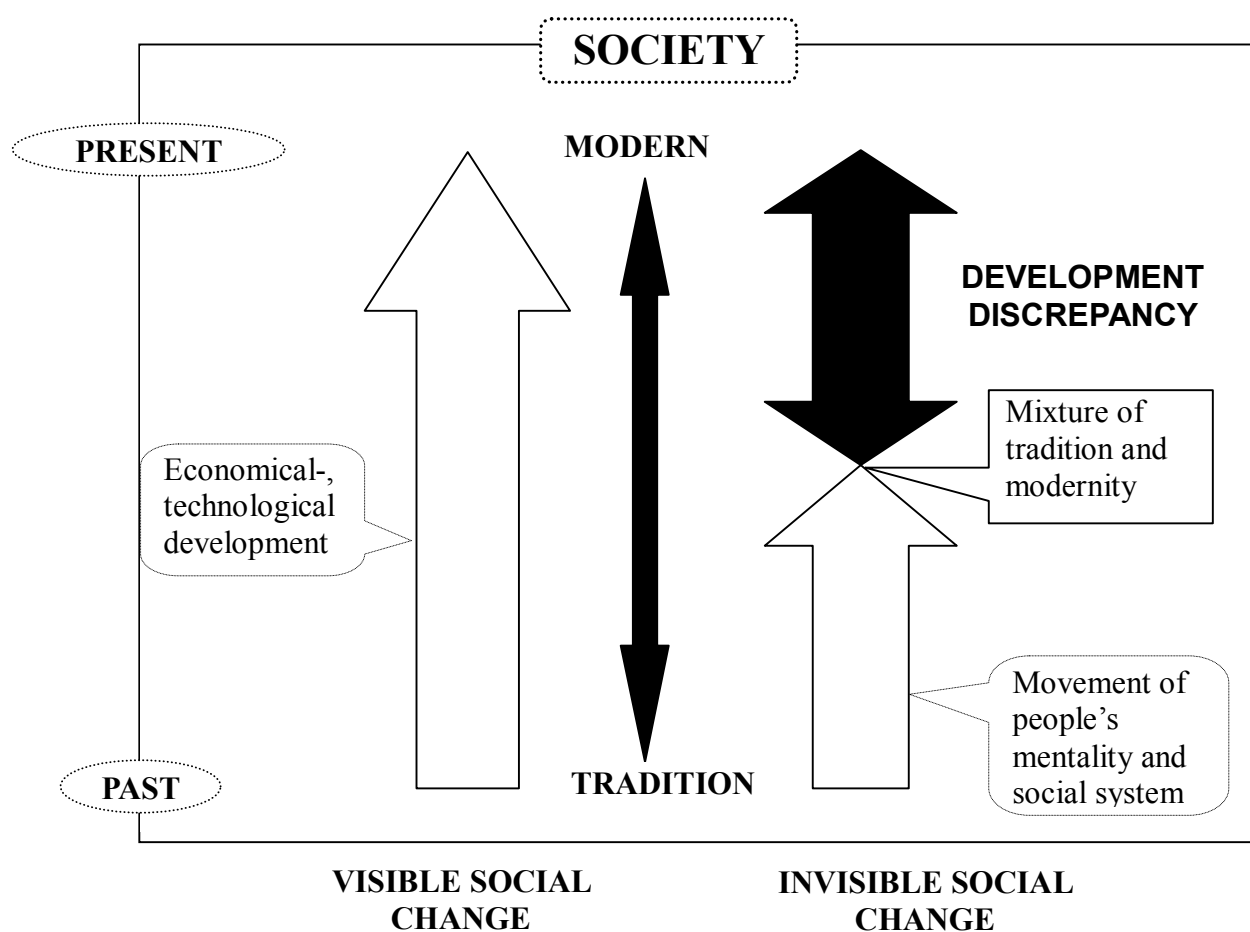 SOCIETY
PRESENT
MODERN
DEVELOPMENT
DISCREPANCY
Mixture of
tradition and
modernity
Economical-,
technological
development
Movement of
people's
mentality and
social system
PAST
TRADITION
VISIBLE SOCIAL
CHANGE
INVISIBLE SOCIAL
CHANGE